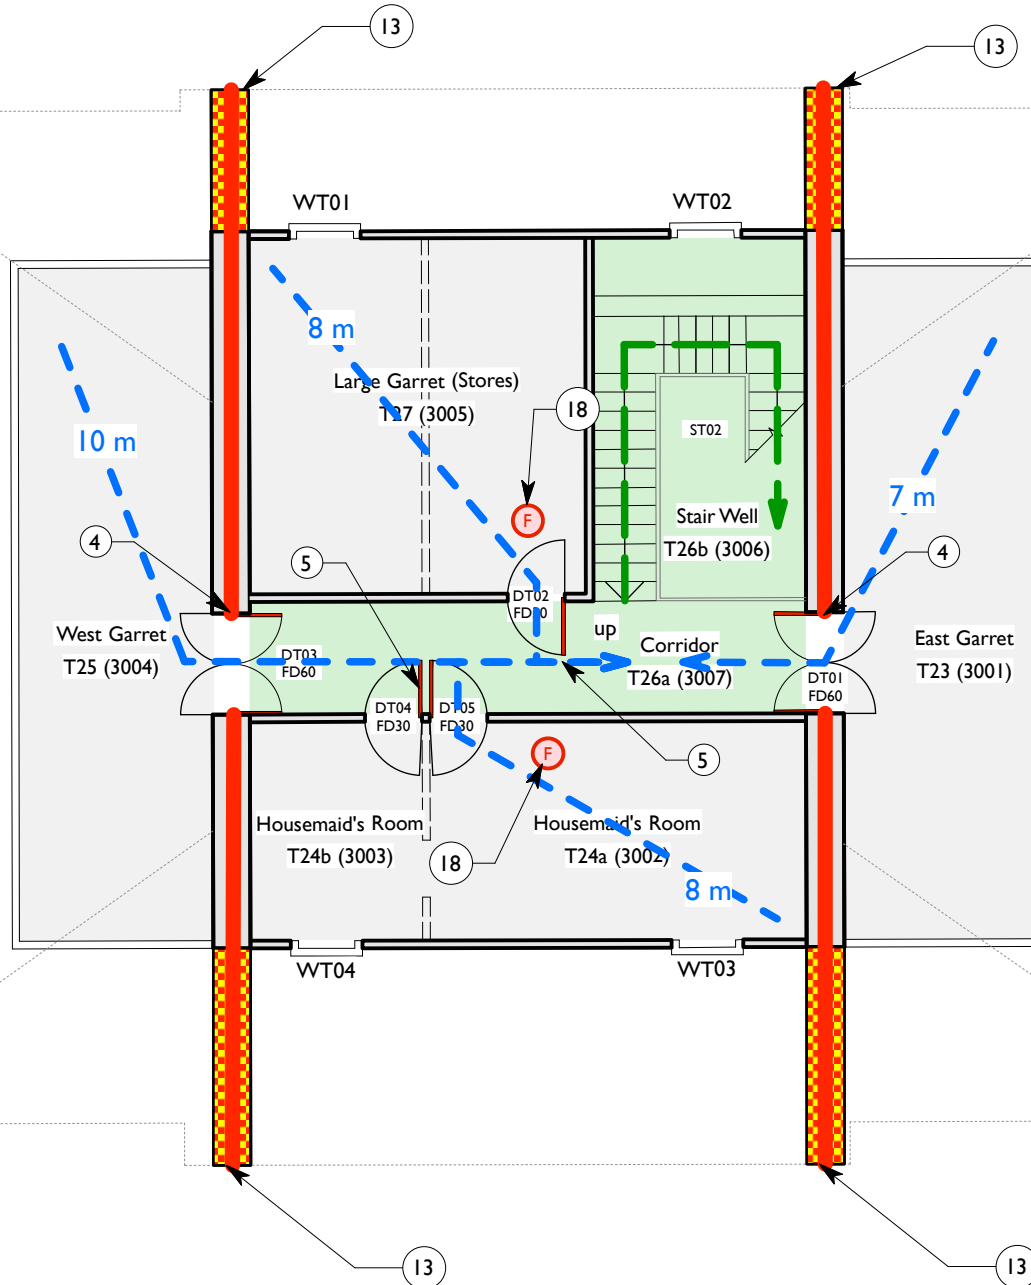 13
13
WT01
WT02
8 m
Large Garret (Stores)
T27 (3005)
18
ST02
10 m
7 m
F
Stair Well
T26b (3006)
4
4
5
DT02
up
West Garret
T25 (3004)
DT03
FD60
Corridor
T26a (3007)
East Garret
T23 (3001)
DT01
FD60
DT04
FD30
DT05
FD30
F
5
Housemaid's Room
T24b (3003)
Housemaid's Room
T24a (3002)
18
8 m
WT04
WT03
13
13